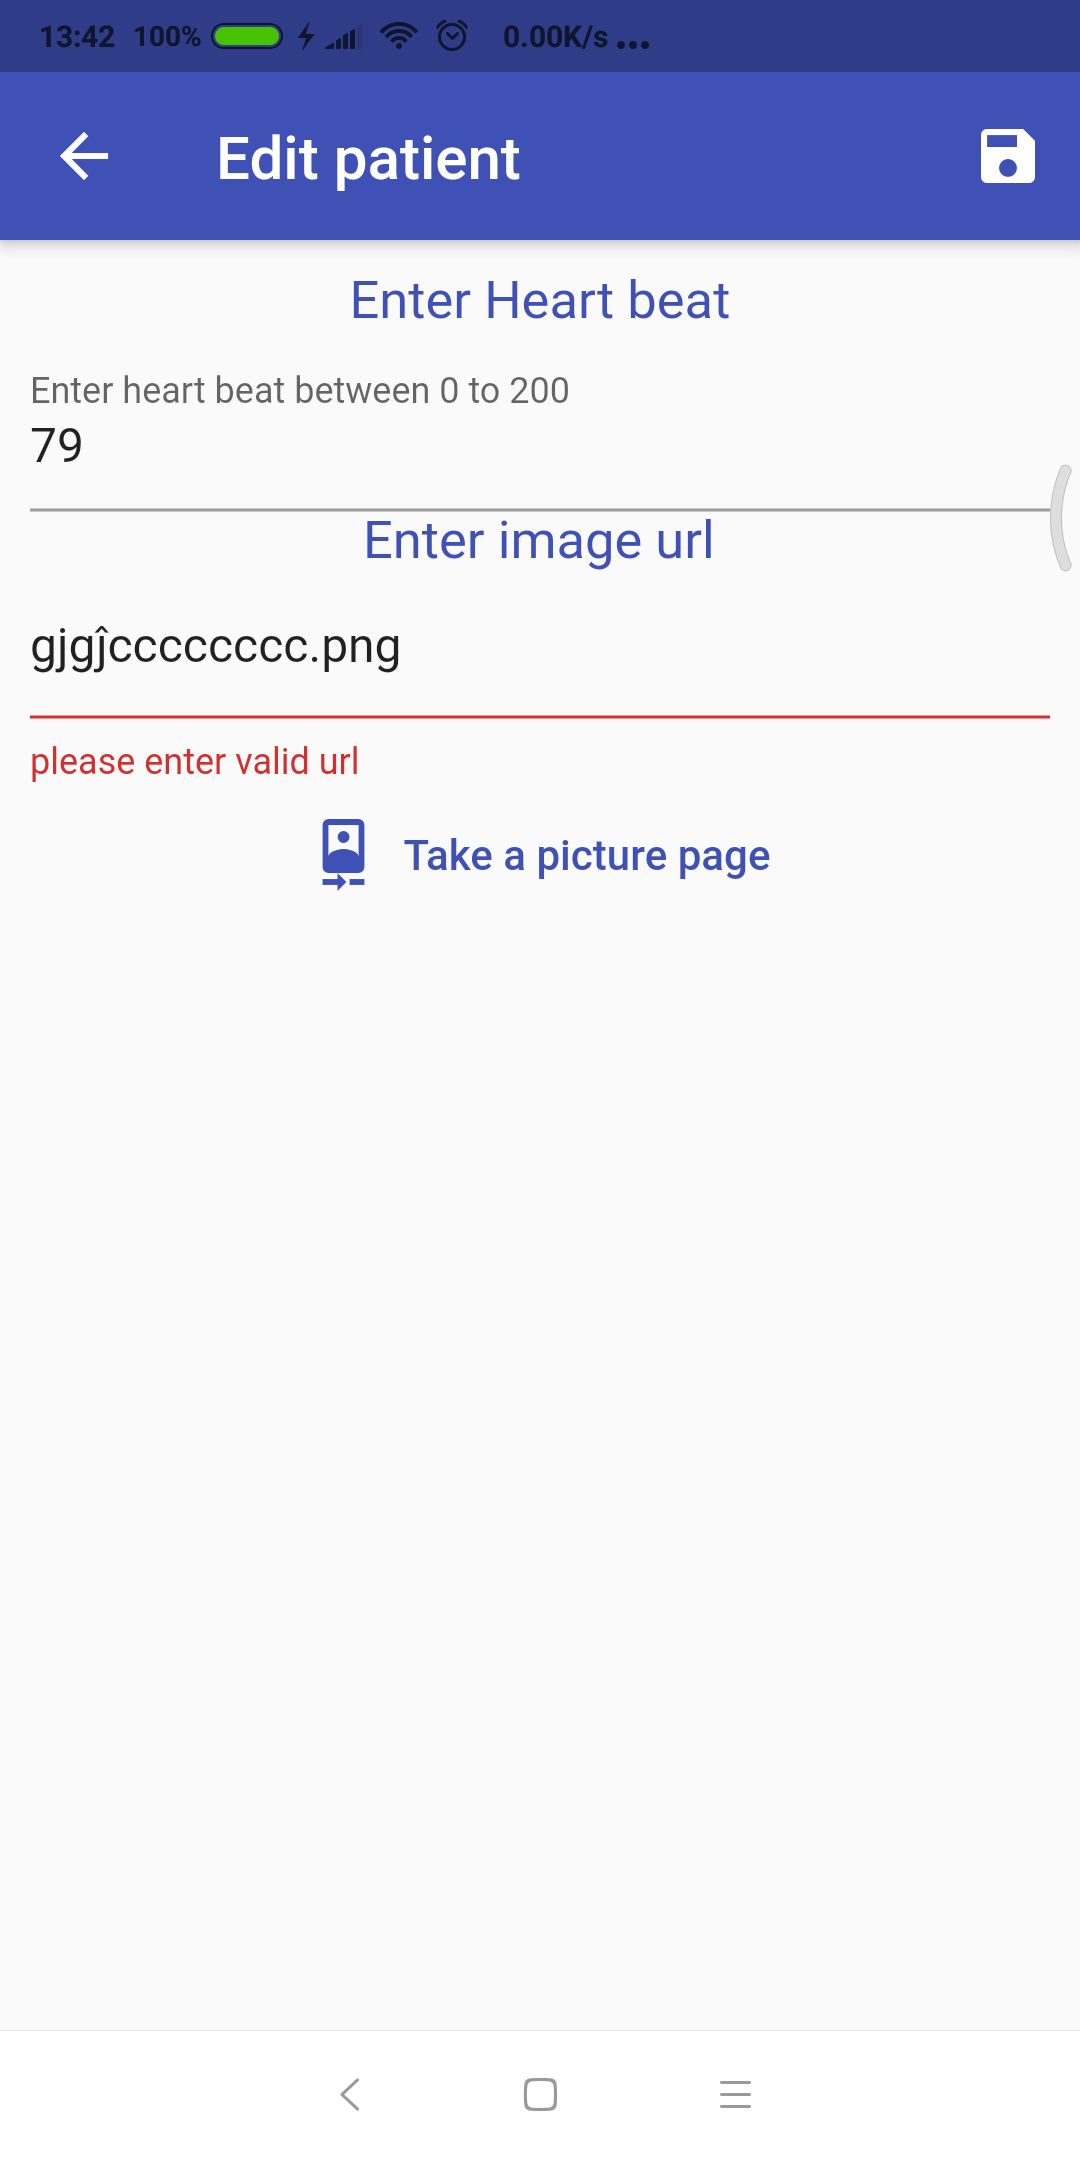 13:42 100% 0.00K/s ...
Edit patient
Enter Heart beat
Enter heart beat between 0 to 200
79
Enter image url
gjgĵcccccccc.png
please enter valid url
Take a picture page